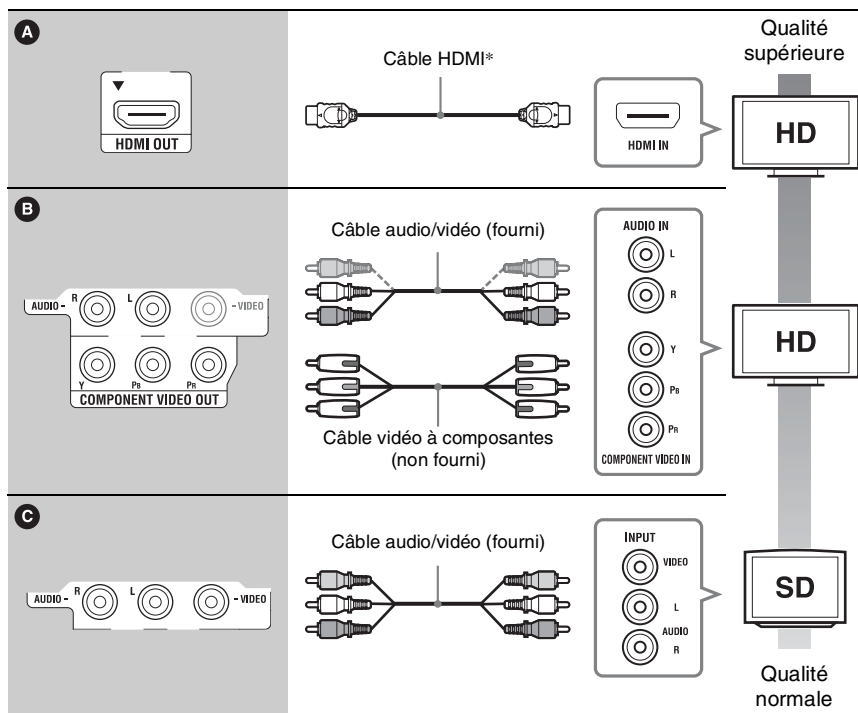 A
HDMI OUT
Câble HDMI*
HDMI IN
Qualité
supérieure
HD
B
AUDIO - R L - VIDEO
Y PB PR
COMPONENT VIDEO OUT
Câble audio/vidéo (fourni)
Câble vidéo à composantes
(non fourni)
AUDIO IN
L
R
Y
PB
PR
COMPONENT VIDEO IN
HD
C
AUDIO - R L - VIDEO
Câble audio/vidéo (fourni)
INPUT
VIDEO
L
AUDIO
R
SD
Qualité
normale